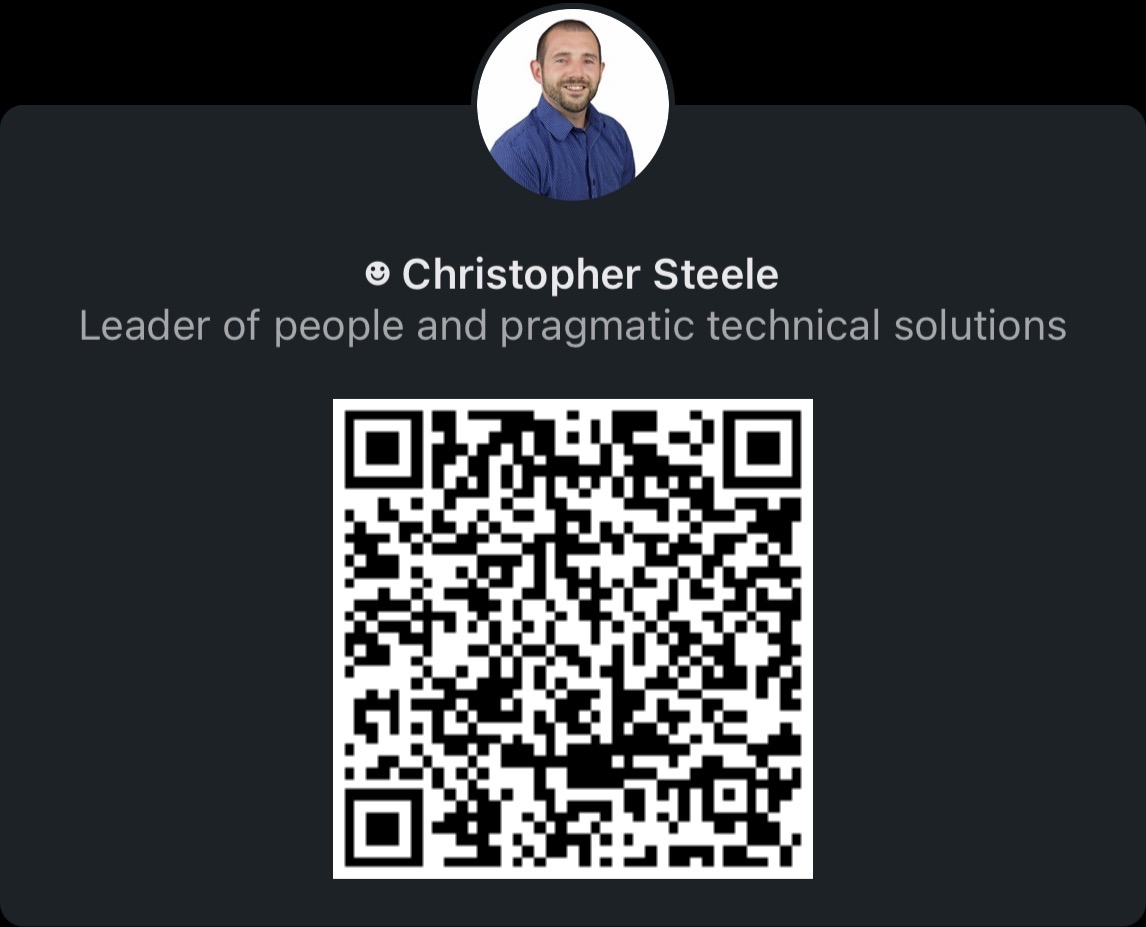 Christopher Steele
Leader of people and pragmatic technical solutions